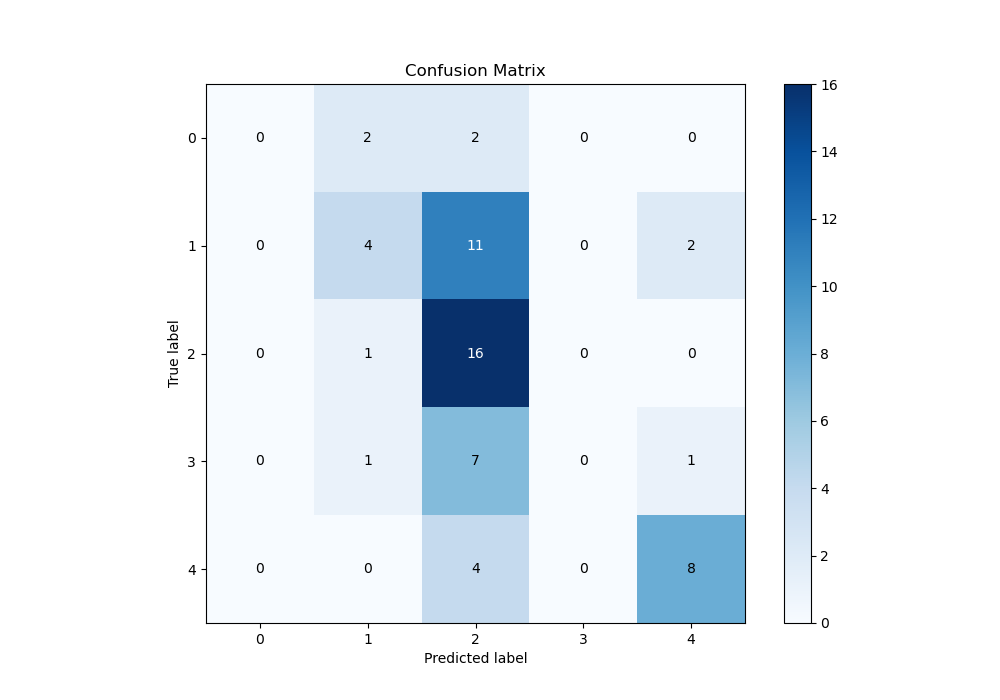 Confusion Matrix
True label
0 0 2 2 0 0
1 0 4 11 0 2
2 0 1 16 0 0
3 0 1 7 0 1
4 0 0 4 0 8
0 1 2 3 4
Predicted label
16
14
12
10
8
6
4
2
0